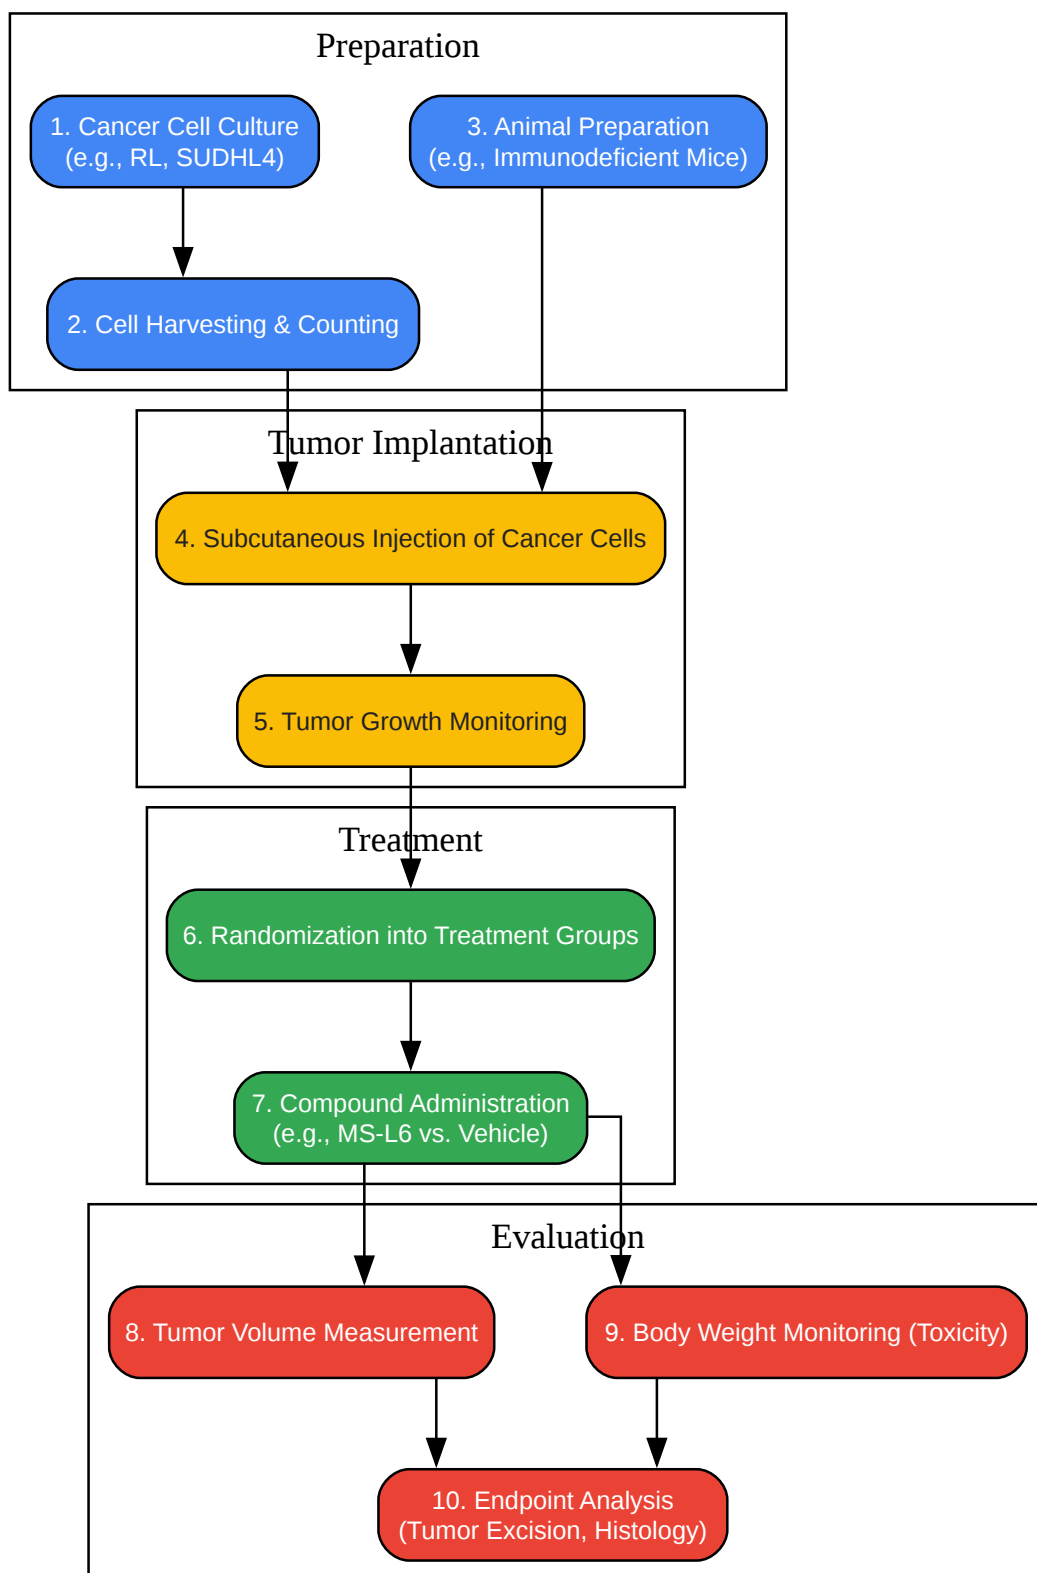 Preparation
1. Cancer Cell Culture
(e.g., RL, SUDHL4)
3. Animal Preparation
(e.g., Immunodeficient Mice)
2. Cell Harvesting & Counting
Tumor Implantation
4. Subcutaneous Injection of Cancer Cells
5. Tumor Growth Monitoring
Treatment
6. Randomization into Treatment Groups
7. Compound Administration
(e.g., MS-L6 vs. Vehicle)
Evaluation
8. Tumor Volume Measurement
9. Body Weight Monitoring (Toxicity)
10. Endpoint Analysis
(Tumor Excision, Histology)